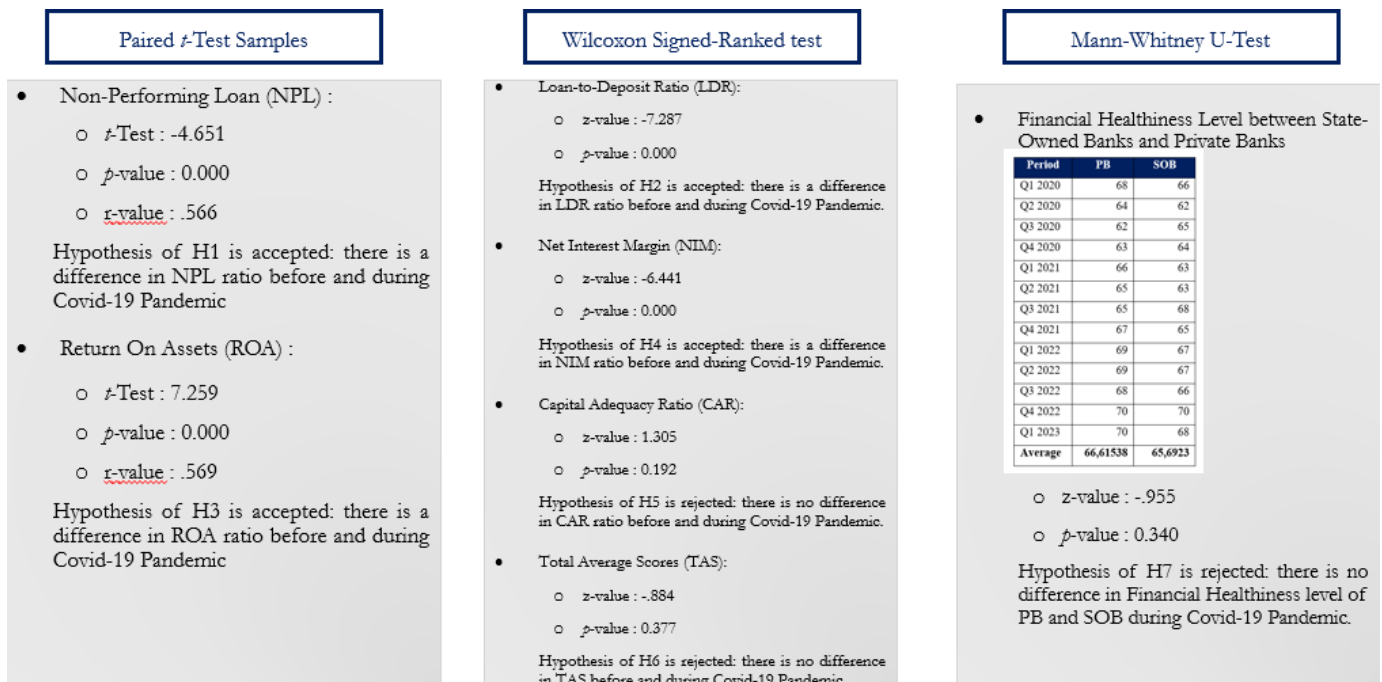 Paired t-Test Samples
• Non-Performing Loan (NPL) :
o t-Test : -4.651
o p-value : 0.000
o r-value : .566
Hypothesis of H1 is accepted: there is a
difference in NPL ratio before and during
Covid-19 Pandemic
• Return On Assets (ROA) :
o t-Test : 7.259
o p-value : 0.000
o r-value : .569
Hypothesis of H3 is accepted: there is a
difference in ROA ratio before and during
Covid-19 Pandemic
Wilcoxon Signed-Ranked test
• Loan-to-Deposit Ratio (LDR):
o z-value : -7.287
o p-value : 0.000
Hypothesis of H2 is accepted: there is a difference
in LDR ratio before and during Covid-19 Pandemic.
• Net Interest Margin (NIM):
o z-value : -6.441
o p-value : 0.000
Hypothesis of H4 is accepted: there is a difference
in NIM ratio before and during Covid-19 Pandemic.
• Capital Adequacy Ratio (CAR):
o z-value : 1.305
o p-value : 0.192
Hypothesis of H5 is rejected: there is no difference
in CAR ratio before and during Covid-19 Pandemic.
• Total Average Scores (TAS):
o z-value : -.884
o p-value : 0.377
Hypothesis of H6 is rejected: there is no difference
in TAS before and during Covid-19 Pandemic
Mann-Whitney U-Test
• Financial Healthiness Level between State-
Owned Banks and Private Banks
Period PB SOB
Q1 2020 68 66
Q2 2020 64 62
Q3 2020 62 65
Q4 2020 63 64
Q1 2021 66 63
Q2 2021 65 63
Q3 2021 65 68
Q4 2021 67 65
Q1 2022 69 67
Q2 2022 69 67
Q3 2022 68 66
Q4 2022 70 70
Q1 2023 70 68
Average 66,61538 65,6923
o z-value : -.955
o p-value : 0.340
Hypothesis of H7 is rejected: there is no
difference in Financial Healthiness level of
PB and SOB during Covid-19 Pandemic.